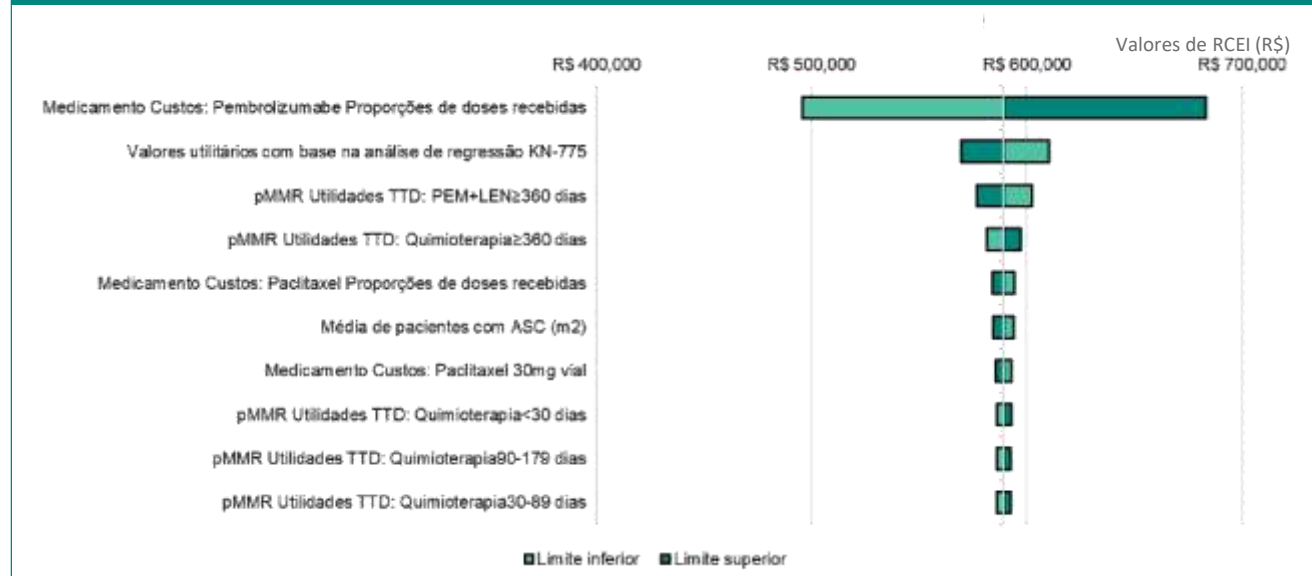 Valores de RCEI (R$)
R$ 400,000 R$ 500,000 R$ 600,000 R$ 700,000
Medicamento Custos: Pembrolizumabe Proporções de doses recebidas
Valores utilitários com base na análise de regressão KN-775
pMMR Utilidades TTD: PEM+LEN≥360 dias
pMMR Utilidades TTD: Quimioterapia≥360 dias
Medicamento Custos: Paclitaxel Proporções de doses recebidas
Média de pacientes com ASC (m2)
Medicamento Custos: Paclitaxel 30mg vial
pMMR Utilidades TTD: Quimioterapia<30 dias
pMMR Utilidades TTD: Quimioterapia90-179 dias
pMMR Utilidades TTD: Quimioterapia30-89 dias
Limite inferior Limite superior